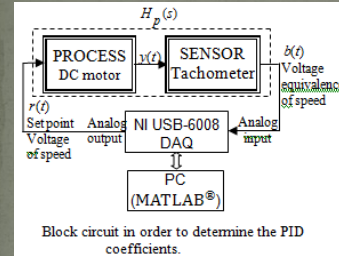 H_p(s)
PROCESS
DC motor
y(t)
SENSOR
Tachometer
b(t)
Voltage
equivalence
of speed
r(t)
Setpoint
Voltage
of speed
Analog
output
NI USB-6008
DAQ
Analog
input
PC
(MATLAB®)
Block circuit in order to determine the PID
coefficients.